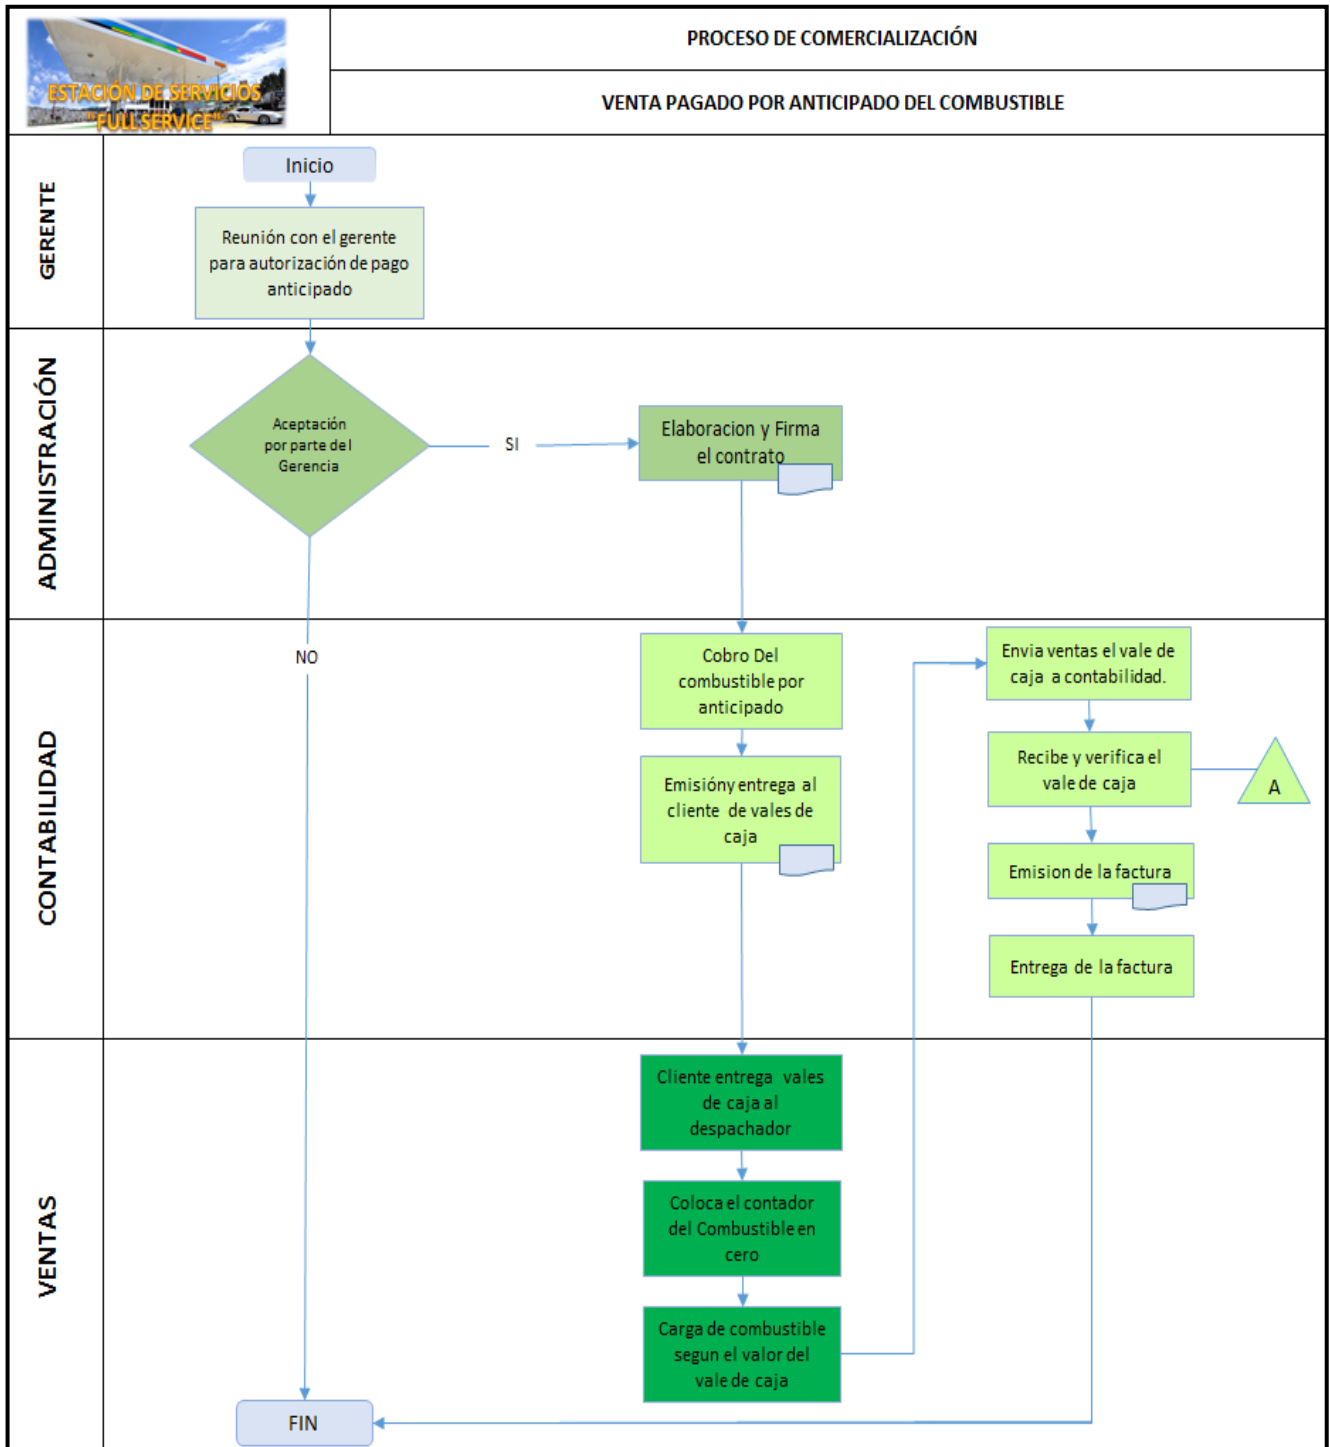 ESTACIÓN DE SERVICIOS
"FULL SERVICE"
PROCESO DE COMERCIALIZACIÓN
VENTA PAGADO POR ANTICIPADO DEL COMBUSTIBLE
GERENTE
Inicio
Reunión con el gerente
para autorización de pago
anticipado
ADMINISTRACIÓN
Aceptación
por parte del
Gerencia
SI
Elaboracion y Firma
el contrato
NO
CONTABILIDAD
Cobro Del
combustible por
anticipado
Emisióny entrega al
cliente de vales de
caja
Envia ventas el vale de
caja a contabilidad.
Recibe y verifica el
vale de caja
A
Emision de la factura
Entrega de la factura
VENTAS
Cliente entrega vales
de caja al
despachador
Coloca el contador
del Combustible en
cero
Carga de combustible
segun el valor del
vale de caja
FIN